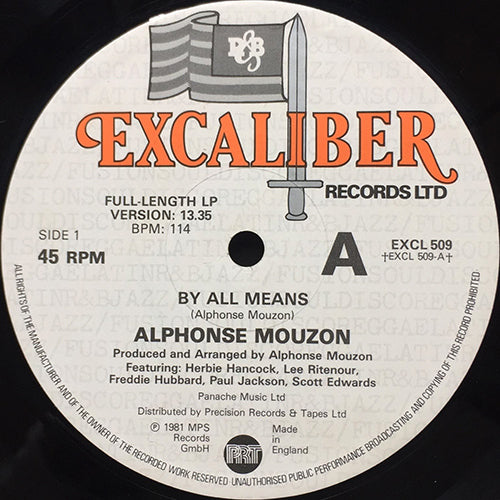 R&B
EXCALIBER
RECORDS LTD
FULL-LENGTH LP
VERSION: 13.35
BPM: 114
SIDE 1
45 RPM
A
EXCL 509
†EXCL 509-A†
BY ALL MEANS
(Alphonse Mouzon)
ALPHONSE MOUZON
Produced and Arranged by Alphonse Mouzon
Featuring: Herbie Hancock, Lee Ritenour,
Freddie Hubbard, Paul Jackson, Scott Edwards
Panache Music Ltd
Distributed by Precision Records & Tapes Ltd
Ⓟ 1981 MPS
Records
GmbH
PRT
Made in
England
ALL RIGHTS OF THE MANUFACTURER AND OF THE OWNER OF THE RECORDED WORK RESERVED UNAUTHORISED PUBLIC PERFORMANCE BROADCASTING AND COPYING OF THIS RECORD PROHIBITED